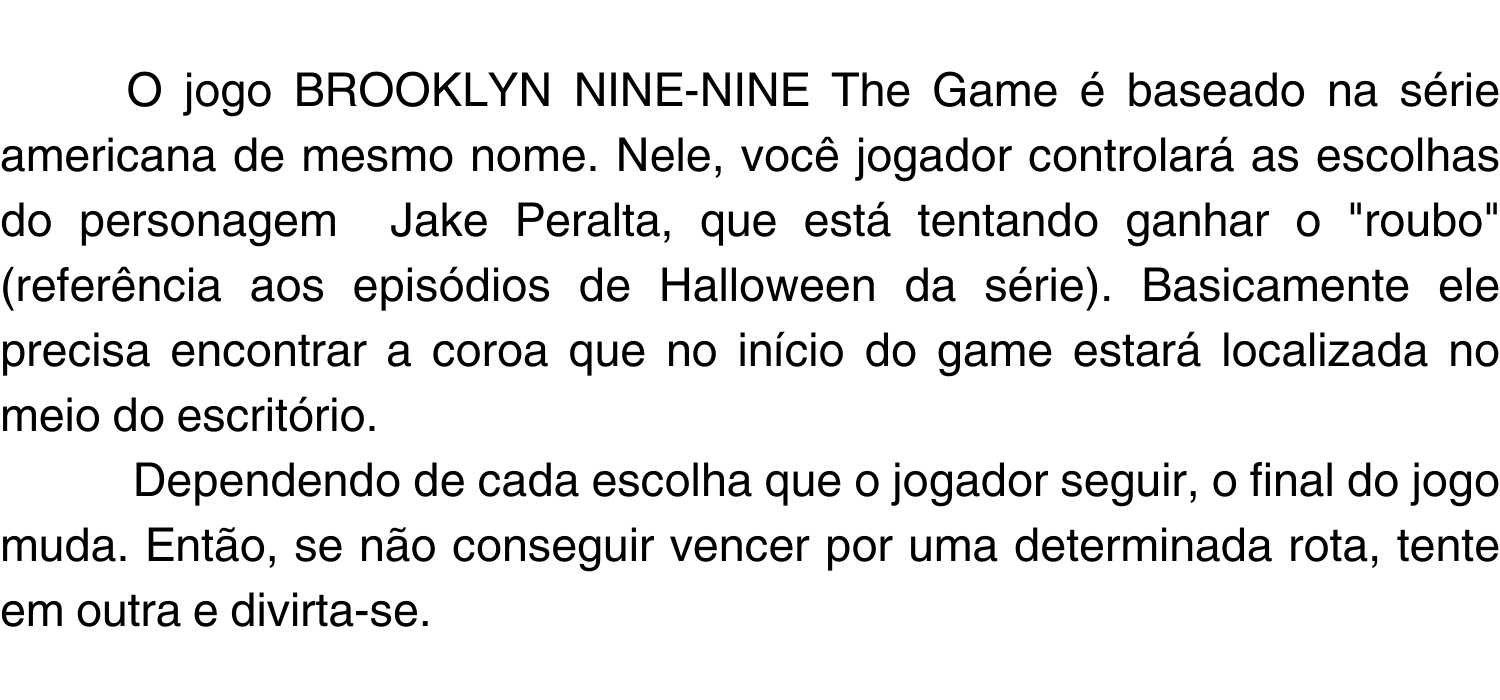 O jogo BROOKLYN NINE-NINE The Game é baseado na série
americana de mesmo nome. Nele, você jogador controlará as escolhas
do personagem  Jake Peralta, que está tentando ganhar o "roubo"
(referência aos episódios de Halloween da série). Basicamente ele
precisa encontrar a coroa que no início do game estará localizada no
meio do escritório.
Dependendo de cada escolha que o jogador seguir, o final do jogo
muda. Então, se não conseguir vencer por uma determinada rota, tente
em outra e divirta-se.